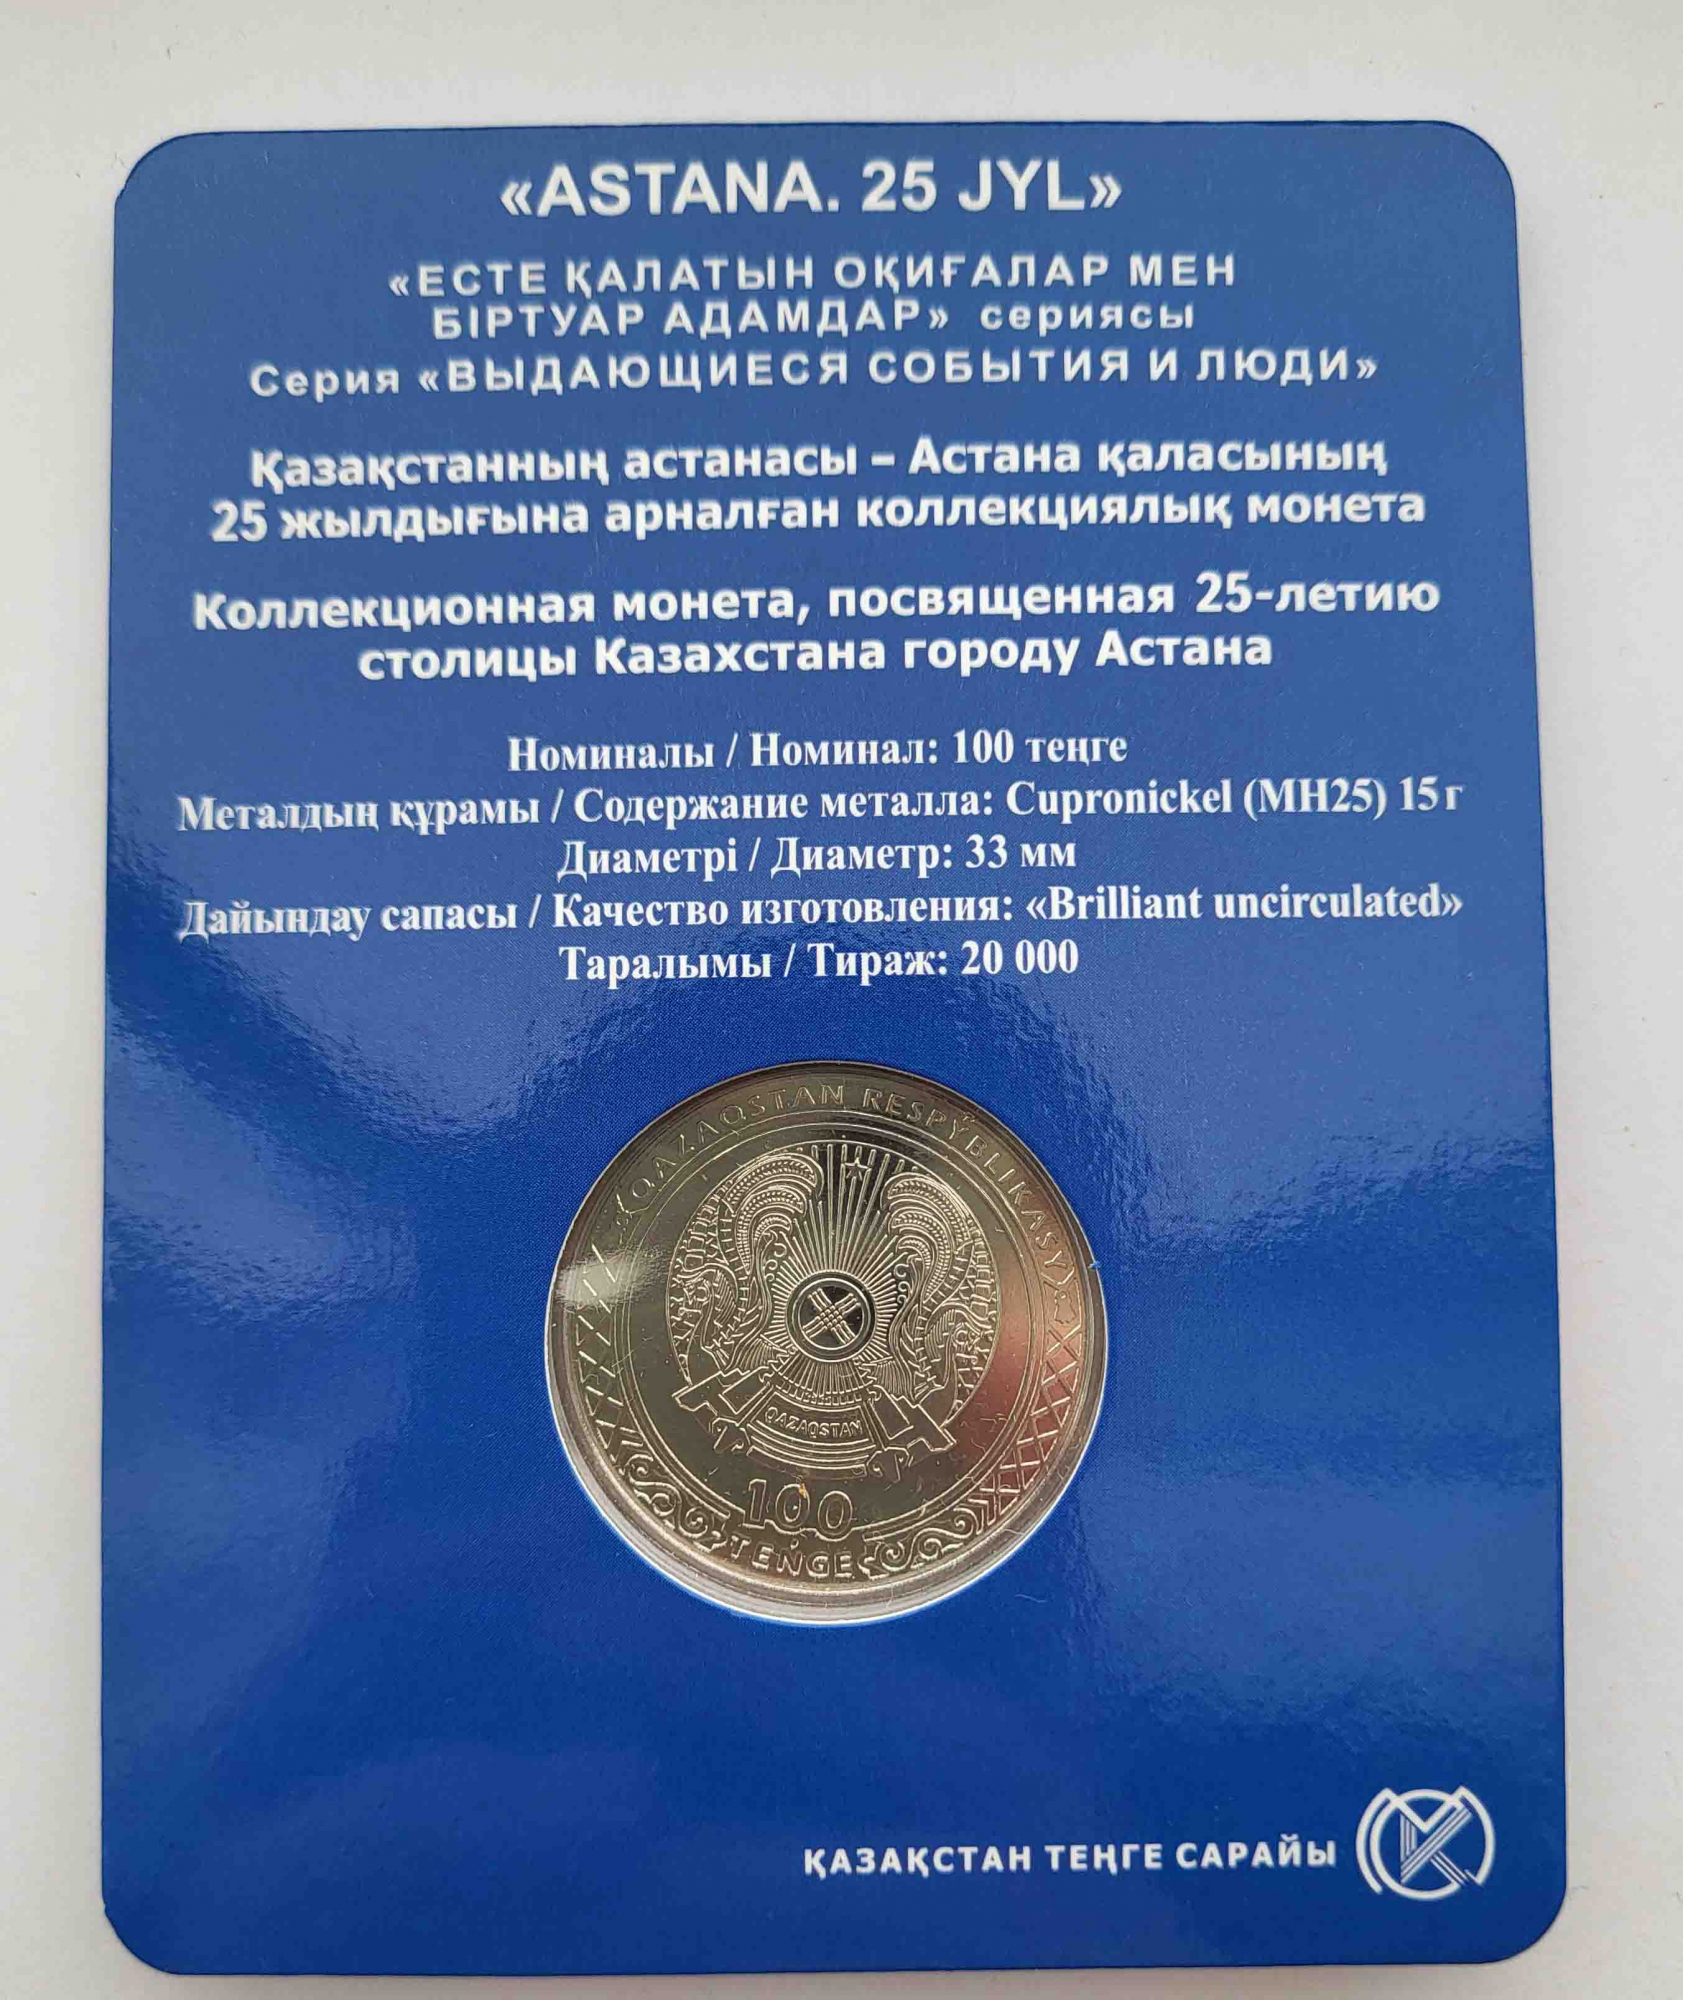 «ASTANA. 25 JYL»
«ЕСТЕ ҚАЛАТЫН ОҚИҒАЛАР МЕН
БІРТУАР АДАМДАР» сериясы
Серия «ВЫДАЮЩИЕСЯ СОБЫТИЯ И ЛЮДИ»
Қазақстанның астанасы – Астана қаласының
25 жылдығына арналған коллекциялық монета
Коллекционная монета, посвященная 25-летию
столицы Казахстана городу Астана
Номиналы / Номинал: 100 теңге
Металдың құрамы / Содержание металла: Cupronickel (МН25) 15 г
Диаметрі / Диаметр: 33 мм
Дайындау сапасы / Качество изготовления: «Brilliant uncirculated»
Таралымы / Тираж: 20 000
QAZAQSTAN RESPÝBLIKASY
QAZAQSTAN
100
TEŃGE
ҚАЗАҚСТАН ТЕҢГЕ САРАЙЫ